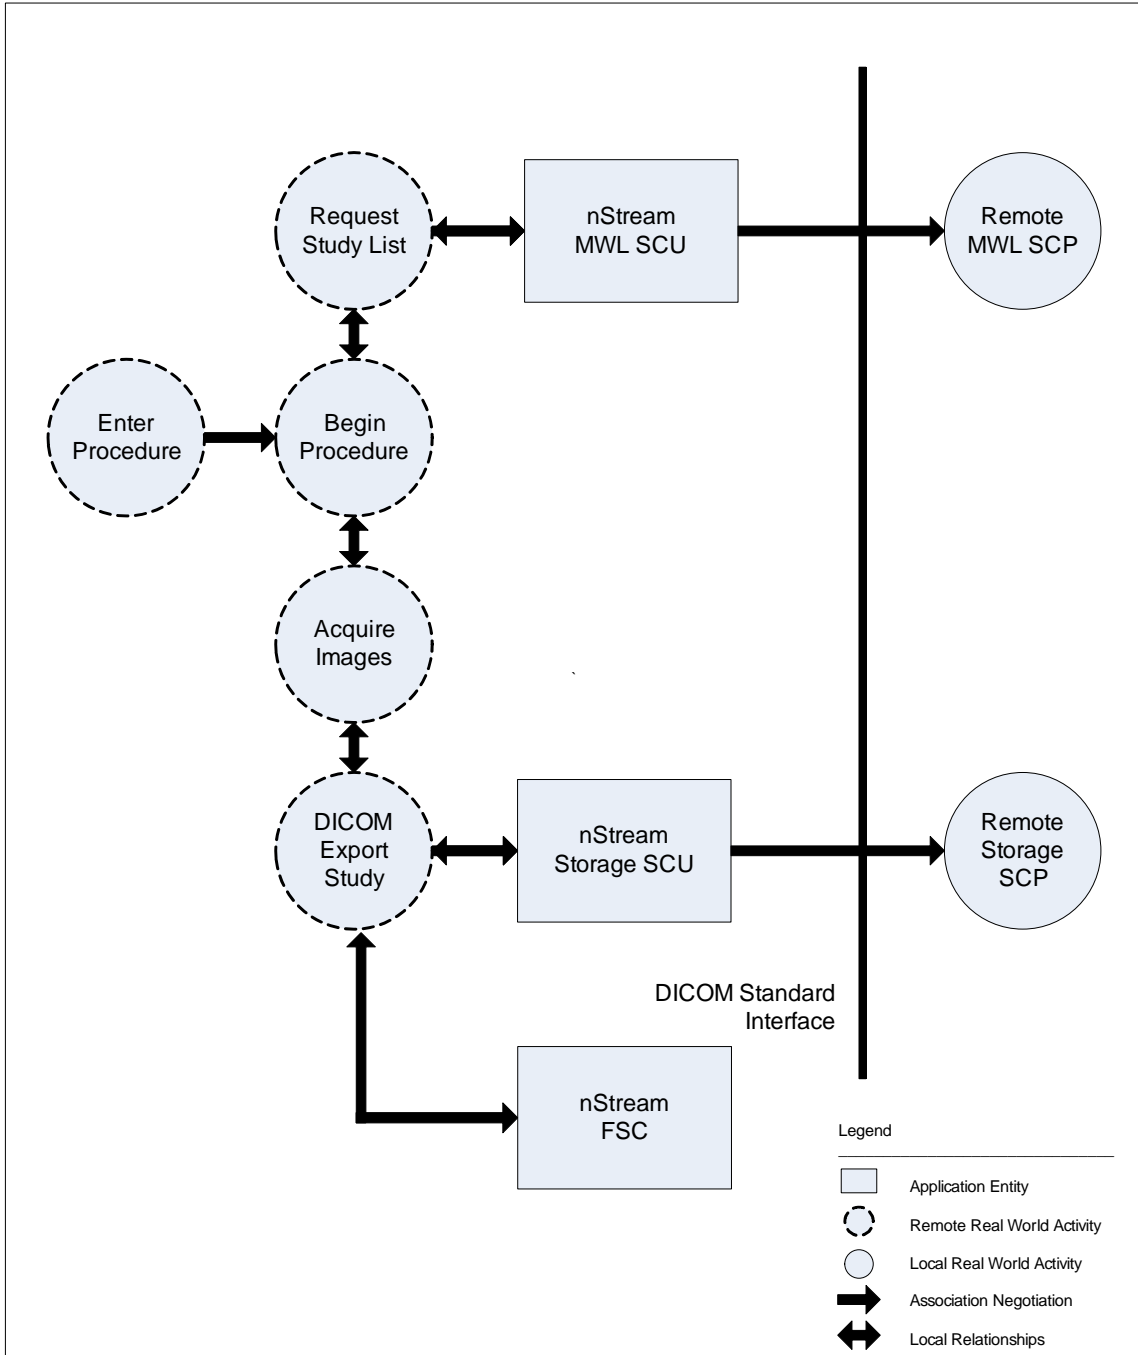 Request
Study List
nStream
MWL SCU
Remote
MWL SCP
Enter
Procedure
Begin
Procedure
Acquire
Images
`
DICOM
Export
Study
nStream
Storage SCU
Remote
Storage
SCP
DICOM Standard
Interface
nStream
FSC
Legend
Application Entity
Remote Real World Activity
Local Real World Activity
Association Negotiation
Local Relationships